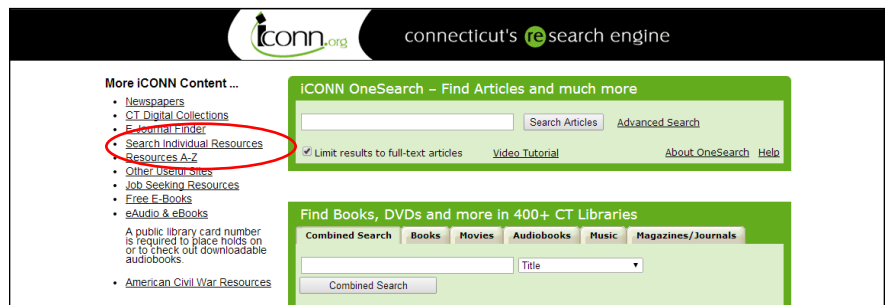 iconn.org
connecticut's research engine
More iCONN Content ...
Newspapers
CT Digital Collections
E-Journal Finder
Search Individual Resources
Resources A-Z
Other Useful Sites
Job Seeking Resources
Free E-Books
eAudio & eBooks
A public library card number
is required to place holds on
or to check out downloadable
audiobooks.
American Civil War Resources
iCONN OneSearch – Find Articles and much more
Search Articles Advanced Search
Limit results to full-text articles Video Tutorial About OneSearch Help
Find Books, DVDs and more in 400+ CT Libraries
Combined Search Books Movies Audiobooks Music Magazines/Journals
Title
Combined Search